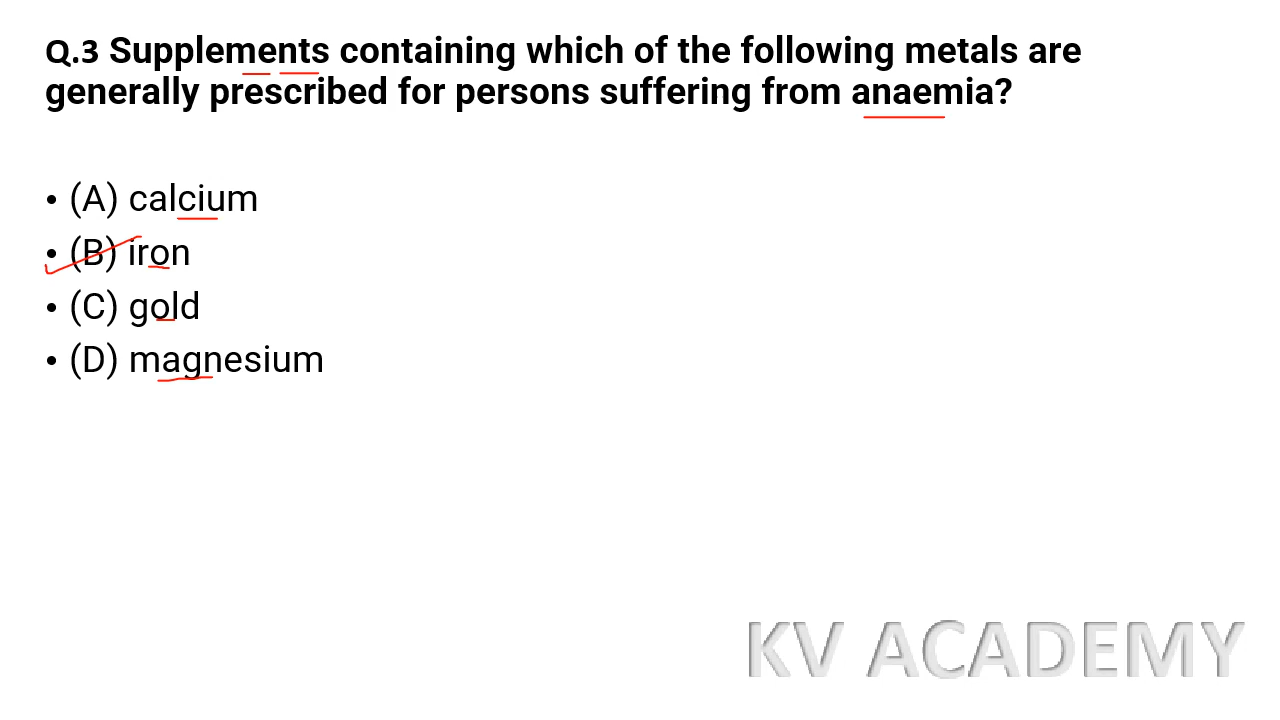 Q.3 Supplements containing which of the following metals are
generally prescribed for persons suffering from anaemia?
• (A) calcium
• (B) iron
• (C) gold
• (D) magnesium
KV ACADEMY